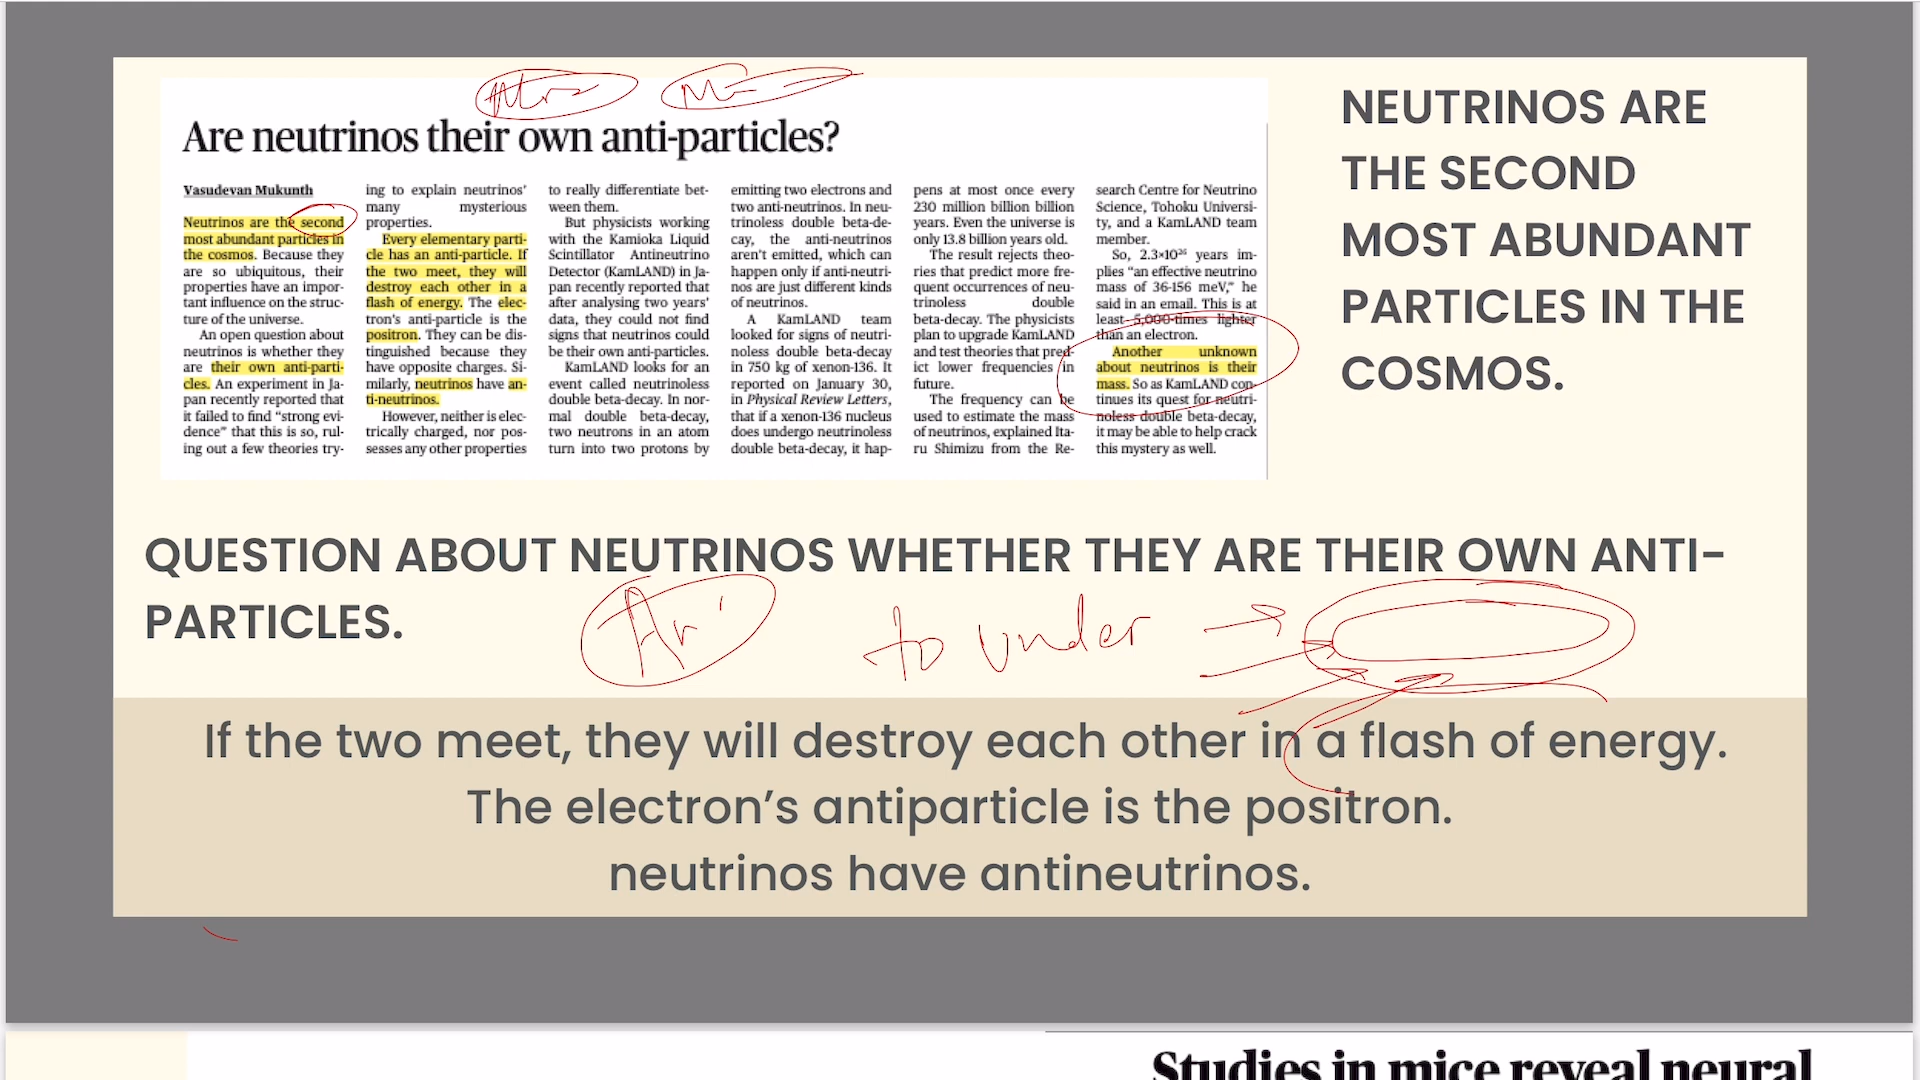 Are neutrinos their own anti-particles?
Vasudevan Mukunth
Neutrinos are the second
most abundant particles in
the cosmos. Because they
are so ubiquitous, their
properties have an impor-
tant influence on the struc-
ture of the universe.
An open question about
neutrinos is whether they
are their own anti-parti-
cles. An experiment in Ja-
pan recently reported that
it failed to find “strong evi-
dence” that this is so, rul-
ing out a few theories try-
ing to explain neutrinos’
many mysterious
properties.
Every elementary parti-
cle has an anti-particle. If
the two meet, they will
destroy each other in a
flash of energy. The elec-
tron’s anti-particle is the
positron. They can be dis-
tinguished because they
have opposite charges. Si-
milarly, neutrinos have an-
ti-neutrinos.
However, neither is elec-
trically charged, nor pos-
sesses any other properties
to really differentiate bet-
ween them.
But physicists working
with the Kamioka Liquid
Scintillator Antineutrino
Detector (KamLAND) in Ja-
pan recently reported that
after analysing two years’
data, they could not find
signs that neutrinos could
be their own anti-particles.
KamLAND looks for an
event called neutrinoless
double beta-decay. In nor-
mal double beta-decay,
two neutrons in an atom
turn into two protons by
emitting two electrons and
two anti-neutrinos. In neu-
trinoless double beta-de-
cay, the anti-neutrinos
aren’t emitted, which can
happen only if anti-neutri-
nos are just different kinds
of neutrinos.
A KamLAND team
looked for signs of neutri-
noless double beta-decay
in 750 kg of xenon-136. It
reported on January 30,
in Physical Review Letters,
that if a xenon-136 nucleus
does undergo neutrinoless
double beta-decay, it hap-
pens at most once every
230 million billion billion
years. Even the universe is
only 13.8 billion years old.
The result rejects theo-
ries that predict more fre-
quent occurrences of neu-
trinoless double
beta-decay. The physicists
plan to upgrade KamLAND
and test theories that pred-
ict lower frequencies in
future.
The frequency can be
used to estimate the mass
of neutrinos, explained Ita-
ru Shimizu from the Re-
search Centre for Neutrino
Science, Tohoku Universi-
ty, and a KamLAND team
member.
So, 2.3×10²⁶ years im-
plies “an effective neutrino
mass of 36-156 meV,” he
said in an email. This is at
least 5,000-times lighter
than an electron.
Another unknown
about neutrinos is their
mass. So as KamLAND con-
tinues its quest for neutri-
noless double beta-decay,
it may be able to help crack
this mystery as well.
NEUTRINOS ARE
THE SECOND
MOST ABUNDANT
PARTICLES IN THE
COSMOS.
QUESTION ABOUT NEUTRINOS WHETHER THEY ARE THEIR OWN ANTI-
PARTICLES.
to under
If the two meet, they will destroy each other in a flash of energy.
The electron’s antiparticle is the positron.
neutrinos have antineutrinos.
Studies in mice reveal neural